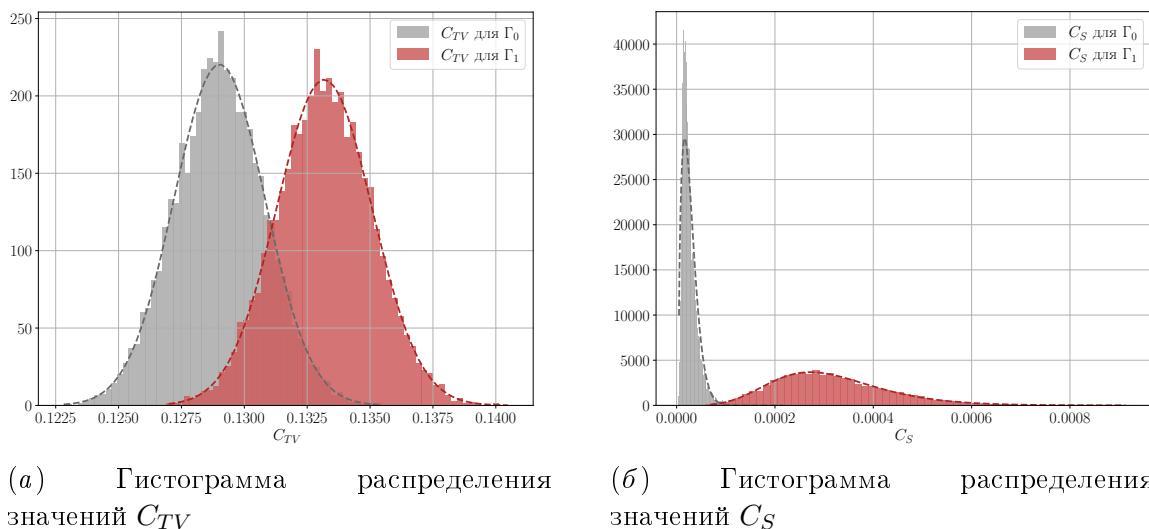 250
200
150
100
50
0
0.1225 0.1250 0.1275 0.1300 0.1325 0.1350 0.1375 0.1400
C_TV
C_TV для Γ_0
C_TV для Γ_1
(а) Гистограмма распределения
значений C_TV
40000
35000
30000
25000
20000
15000
10000
5000
0
0.0000 0.0002 0.0004 0.0006 0.0008
C_S
C_S для Γ_0
C_S для Γ_1
(б) Гистограмма распределения
значений C_S